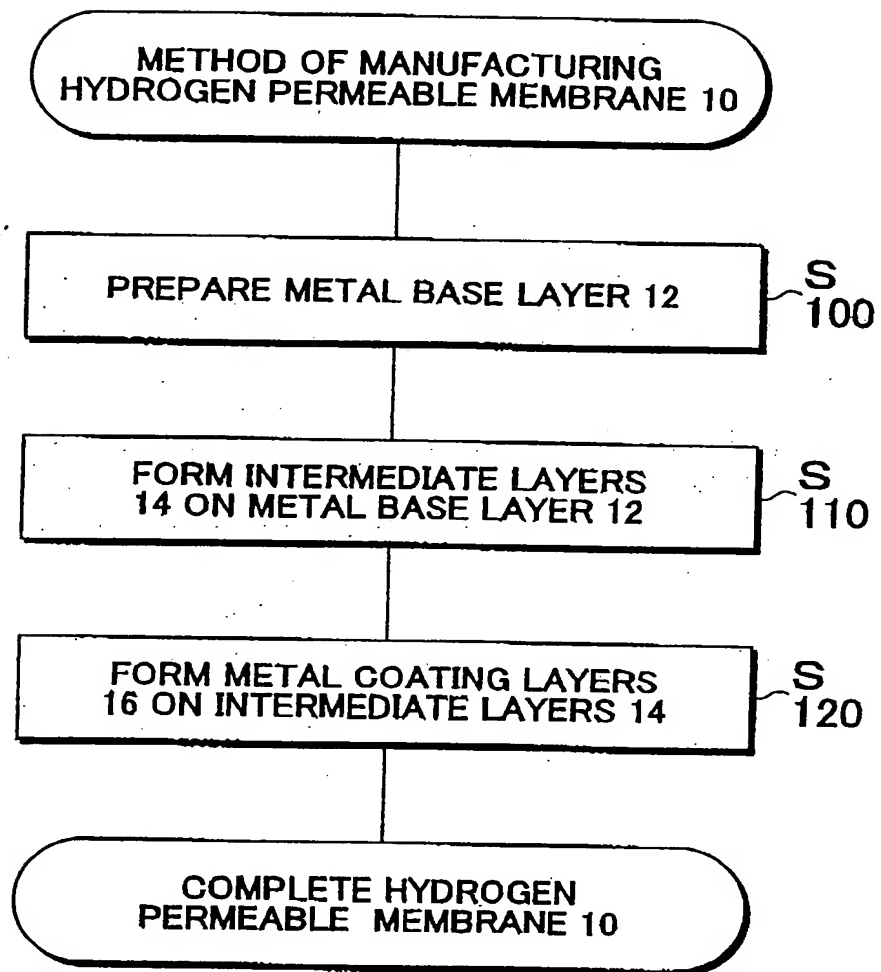 METHOD OF MANUFACTURING
HYDROGEN PERMEABLE MEMBRANE 10
PREPARE METAL BASE LAYER 12
S
100
FORM INTERMEDIATE LAYERS
14 ON METAL BASE LAYER 12
S
110
FORM METAL COATING LAYERS
16 ON INTERMEDIATE LAYERS 14
S
120
COMPLETE HYDROGEN
PERMEABLE MEMBRANE 10